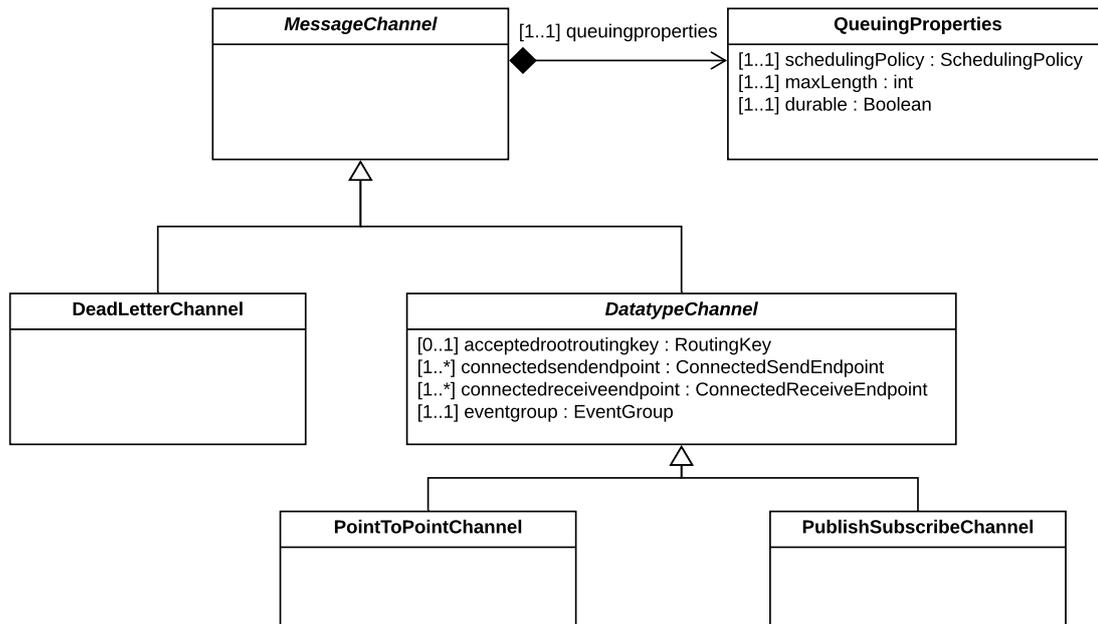 MessageChannel
[1..1] queuingproperties
QueuingProperties
[1..1] schedulingPolicy : SchedulingPolicy
[1..1] maxLength : int
[1..1] durable : Boolean
DeadLetterChannel
DatatypeChannel
[0..1] acceptedrootroutingkey : RoutingKey
[1..*] connectedsendendpoint : ConnectedSendEndpoint
[1..*] connectedreceiveendpoint : ConnectedReceiveEndpoint
[1..1] eventgroup : EventGroup
PointToPointChannel
PublishSubscribeChannel